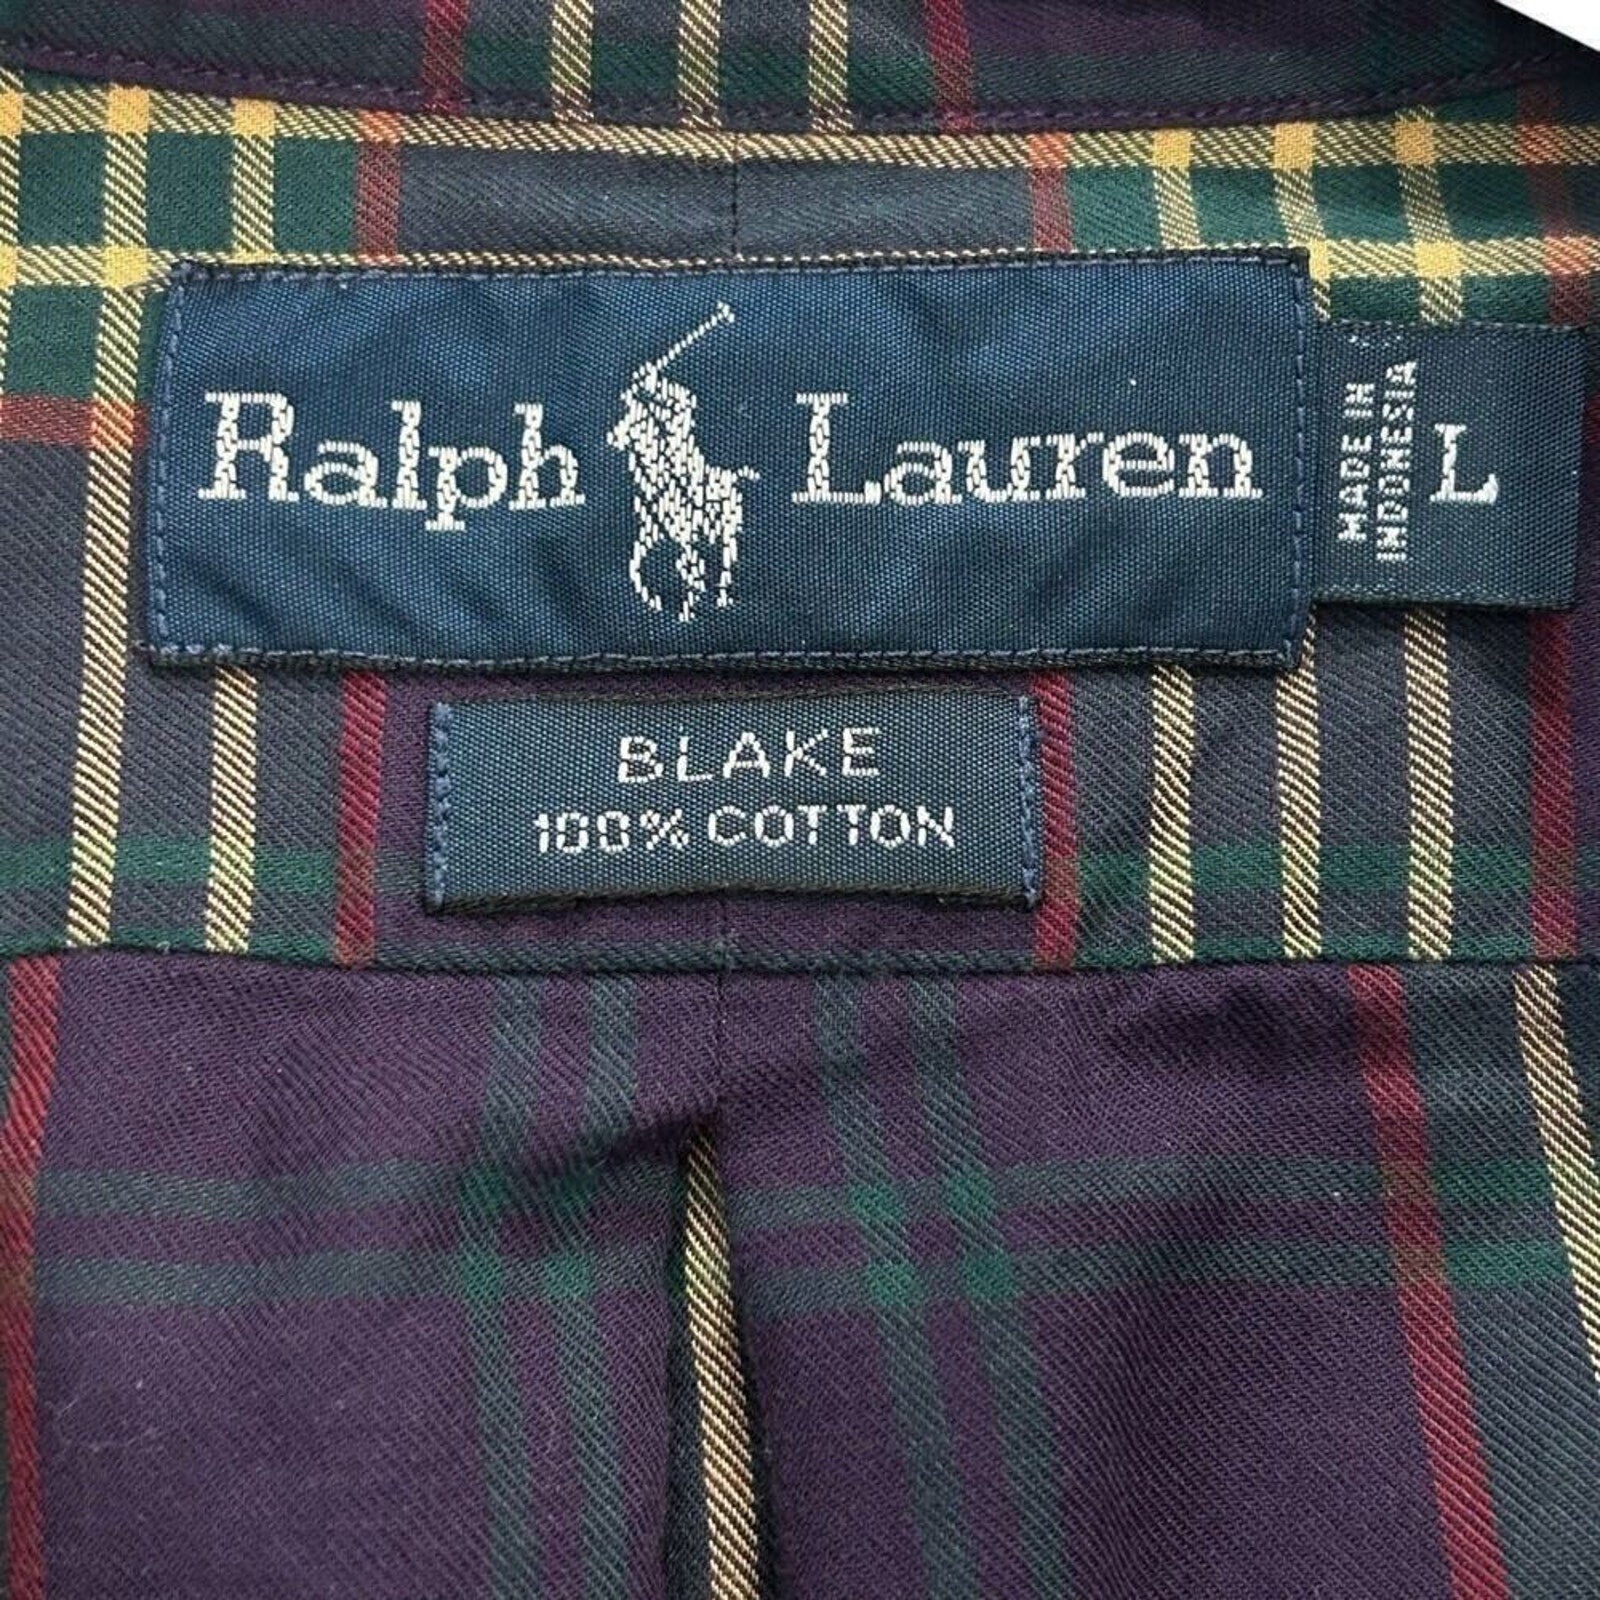 Ralph Lauren
MADE IN
INDONESIA
L
BLAKE
100% COTTON